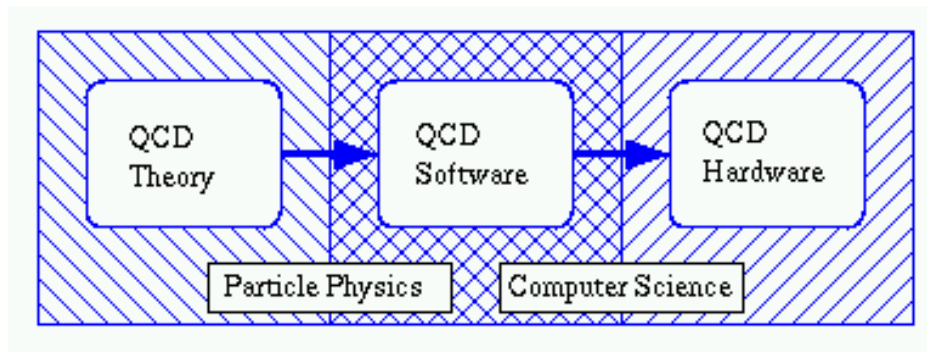 QCD
Theory
QCD
Software
QCD
Hardware
Particle Physics
Computer Science